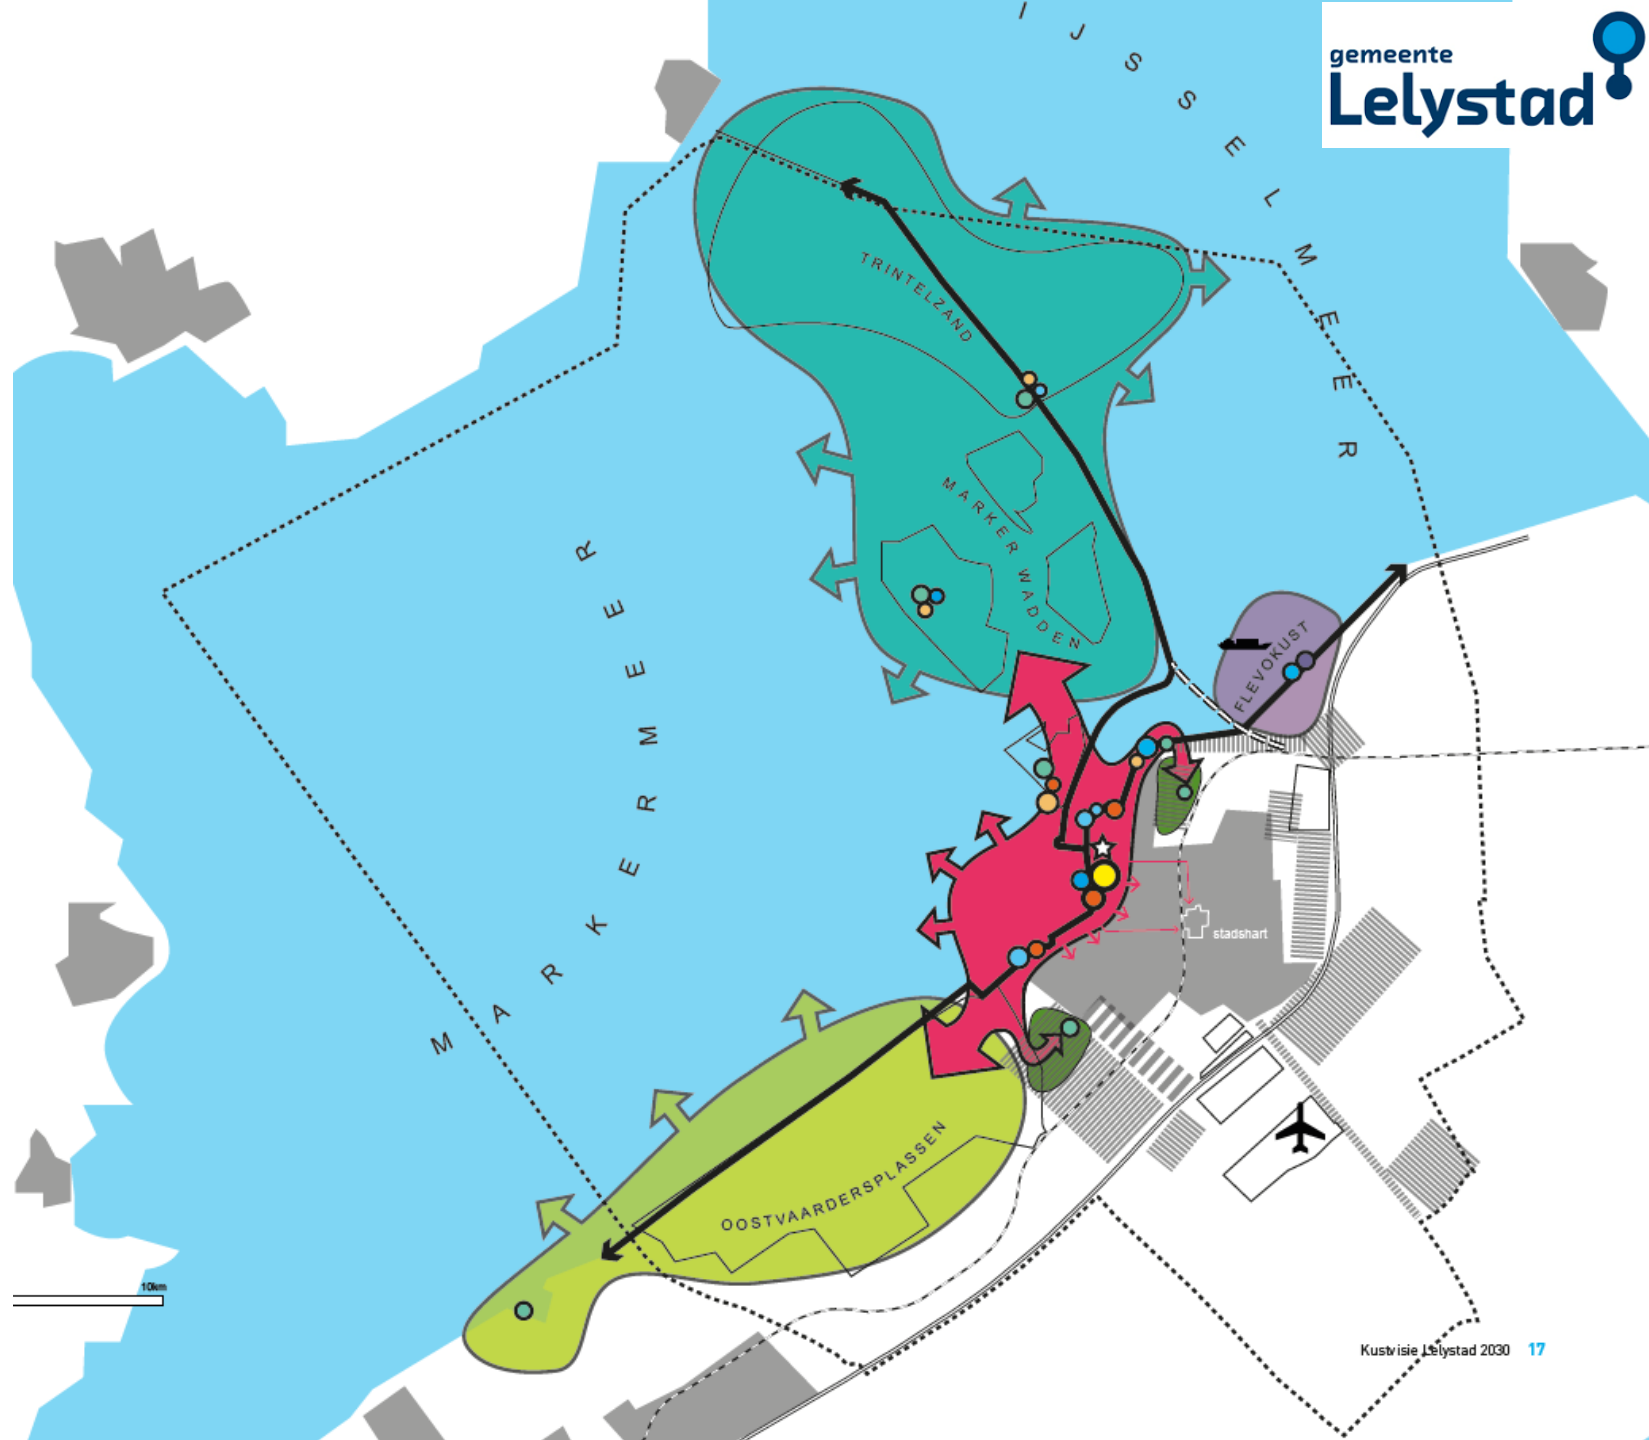 IJSSELMEER
gemeente
Lelystad
TRINTELZAND
MARKER WADDEN
MARKERMEER
FLEVOKUST
stadshart
OOSTVAARDERSPLASSEN
10km
Kustvisie Lelystad 2030 17